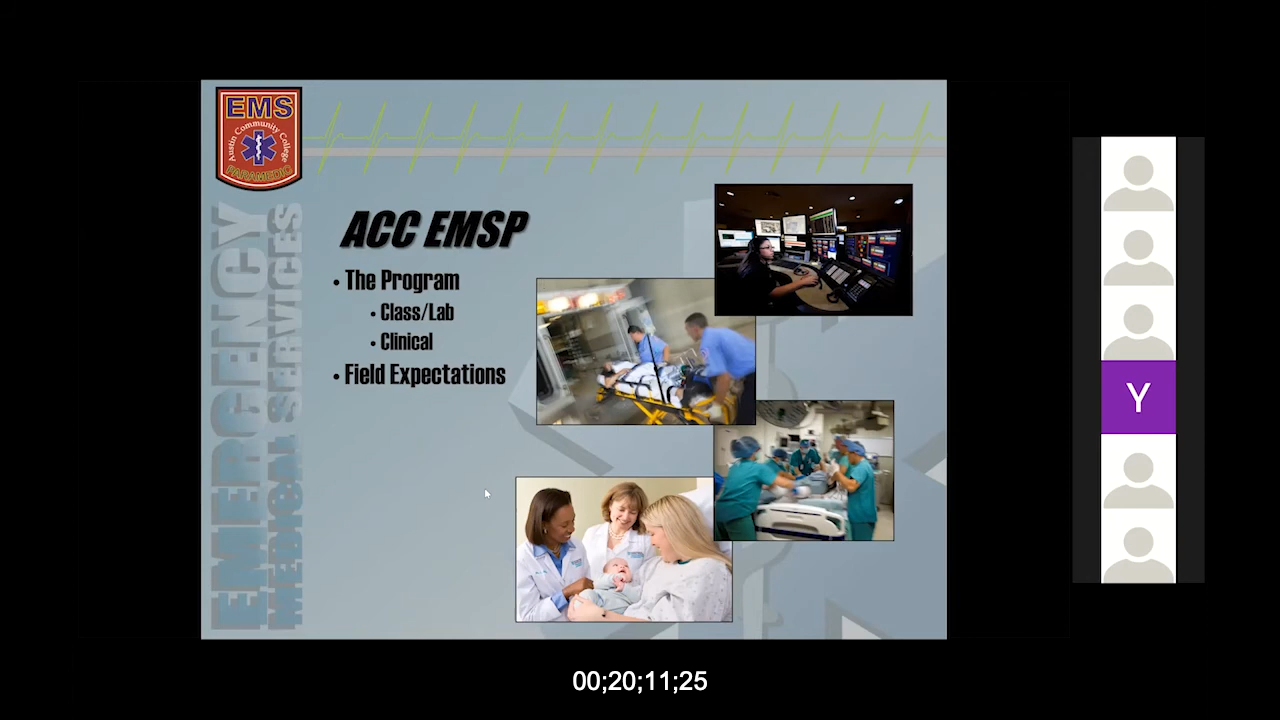 EMS
Austin Community College
PARAMEDIC
EMERGENCY
MEDICAL SERVICES
ACC EMSP
• The Program
• Class/Lab
• Clinical
• Field Expectations
Y
00;20;11;25